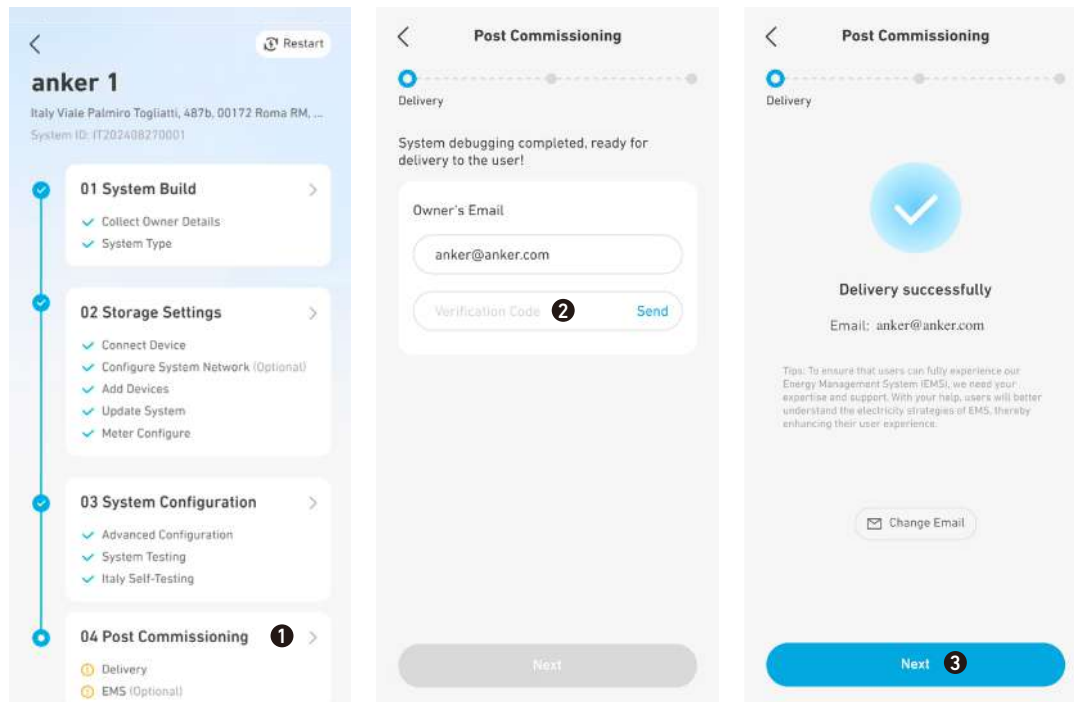 Restart
anker 1
Italy Viale Palmiro Togliatti, 487b, 00172 Roma RM, ...
System ID: IT202408270001
01 System Build
Collect Owner Details
System Type
02 Storage Settings
Connect Device
Configure System Network (Optional)
Add Devices
Update System
Meter Configure
03 System Configuration
Advanced Configuration
System Testing
Italy Self-Testing
04 Post Commissioning 1
Delivery
EMS (Optional)
Post Commissioning
Delivery
System debugging completed, ready for
delivery to the user!
Owner's Email
anker@anker.com
Verification Code 2 Send
Next
Post Commissioning
Delivery
Delivery successfully
Email: anker@anker.com
Tips: To ensure that users can fully experience our
Energy Management System (EMS), we need your
expertise and support. With your help, users will better
understand the electricity strategies of EMS, thereby
enhancing their user experience.
Change Email
Next 3